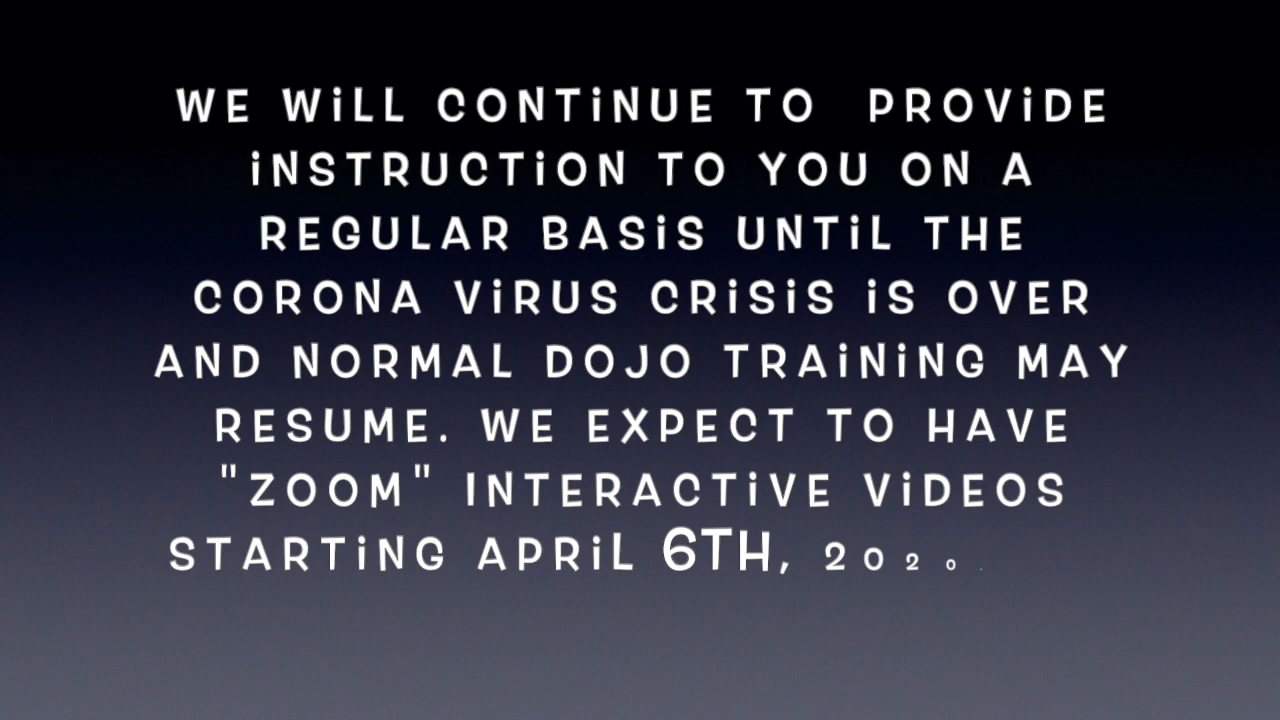 WE WiLL CONTiNUE TO  PROViDE
iNSTRUCTiON TO YOU ON A
REGULAR BASiS UNTiL THE
CORONA ViRUS CRiSiS iS OVER
AND NORMAL DOJO TRAiNiNG MAY
RESUME. WE EXPECT TO HAVE
"ZOOM" INTERACTiVE ViDEOS
STARTiNG APRiL 6TH, 2020.